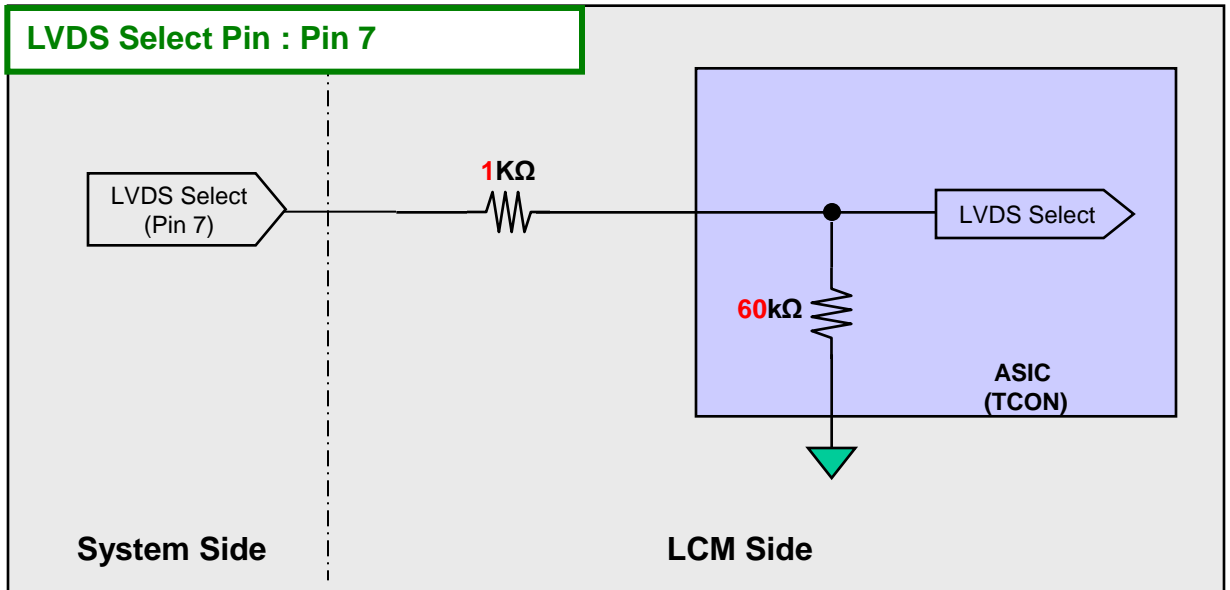 LVDS Select Pin : Pin 7
1KΩ
LVDS Select
(Pin 7)
LVDS Select
60kΩ
ASIC
(TCON)
System Side
LCM Side